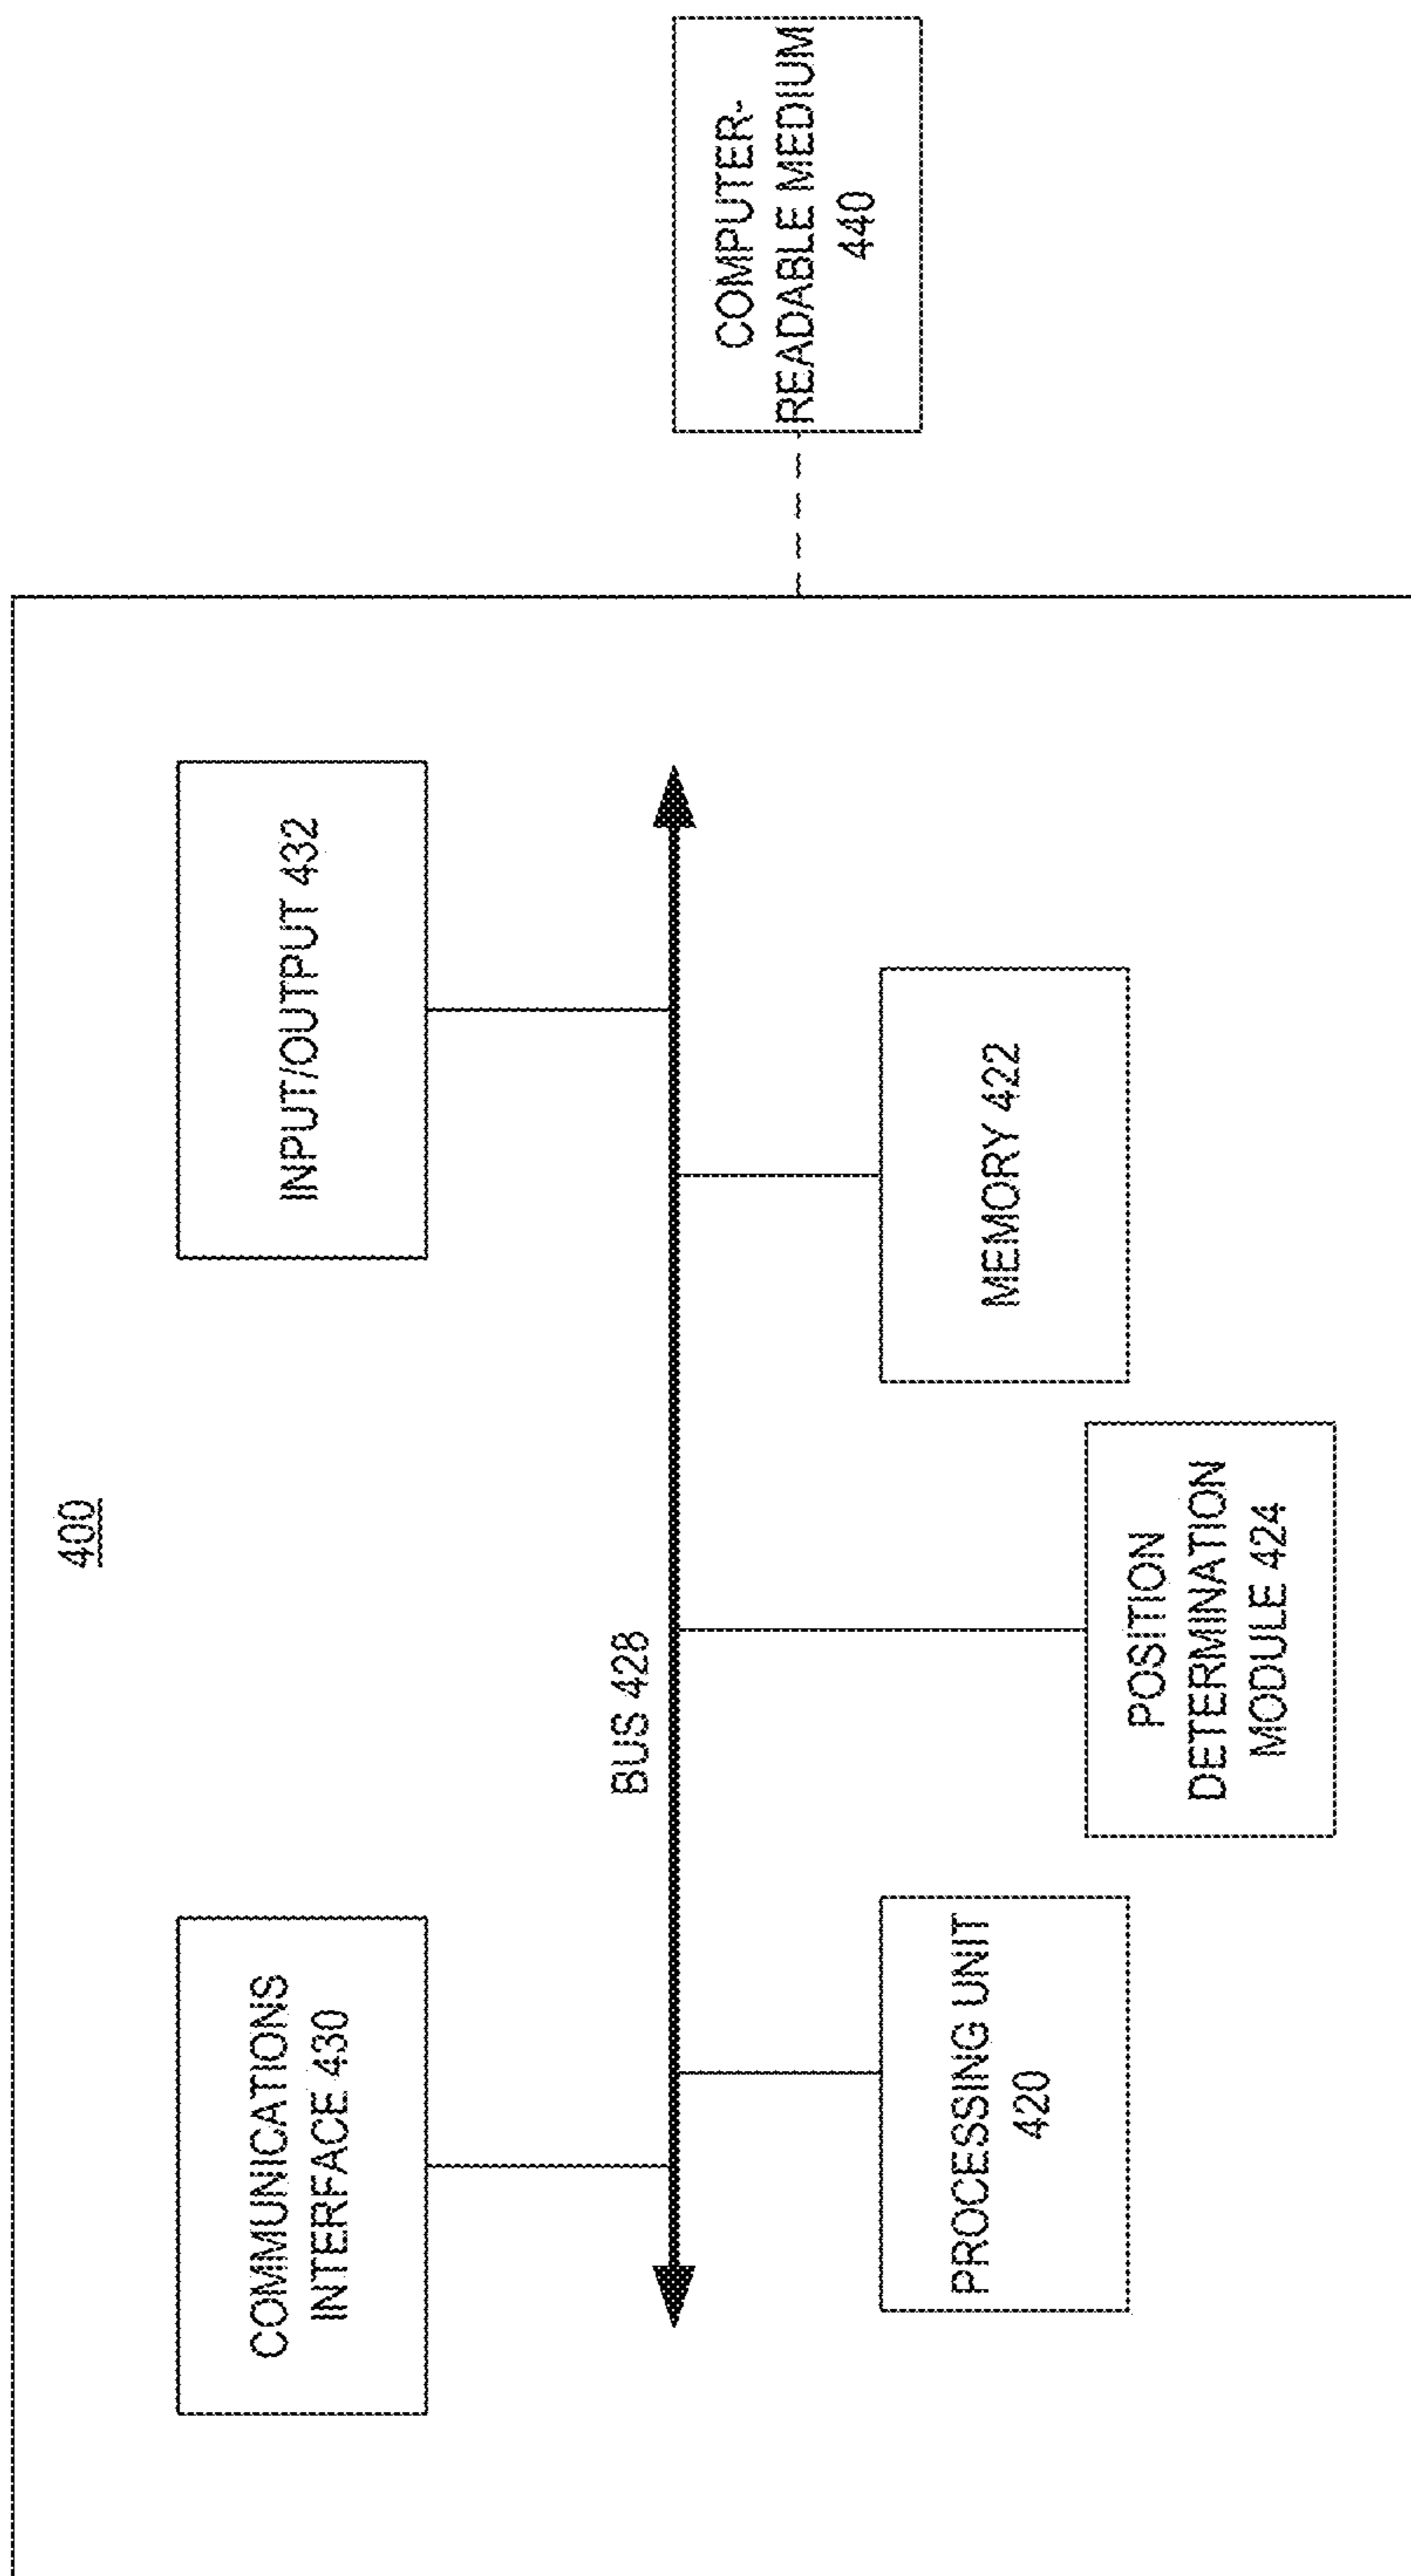 400
COMMUNICATIONS
INTERFACE 430
INPUT/OUTPUT 432
BUS 428
PROCESSING UNIT
420
POSITION
DETERMINATION
MODULE 424
MEMORY 422
COMPUTER-
READABLE MEDIUM
440